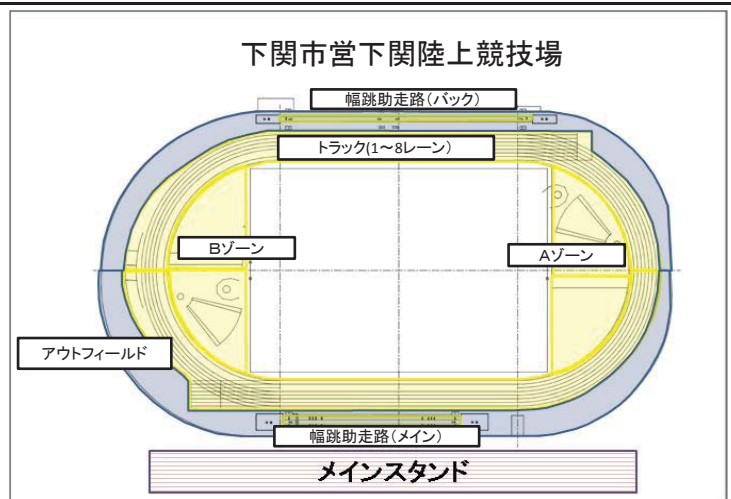 下関市営下関陸上競技場
幅跳助走路(バック)
トラック(1～8レーン)
Bゾーン
Aゾーン
アウトフィールド
幅跳助走路(メイン)
メインスタンド